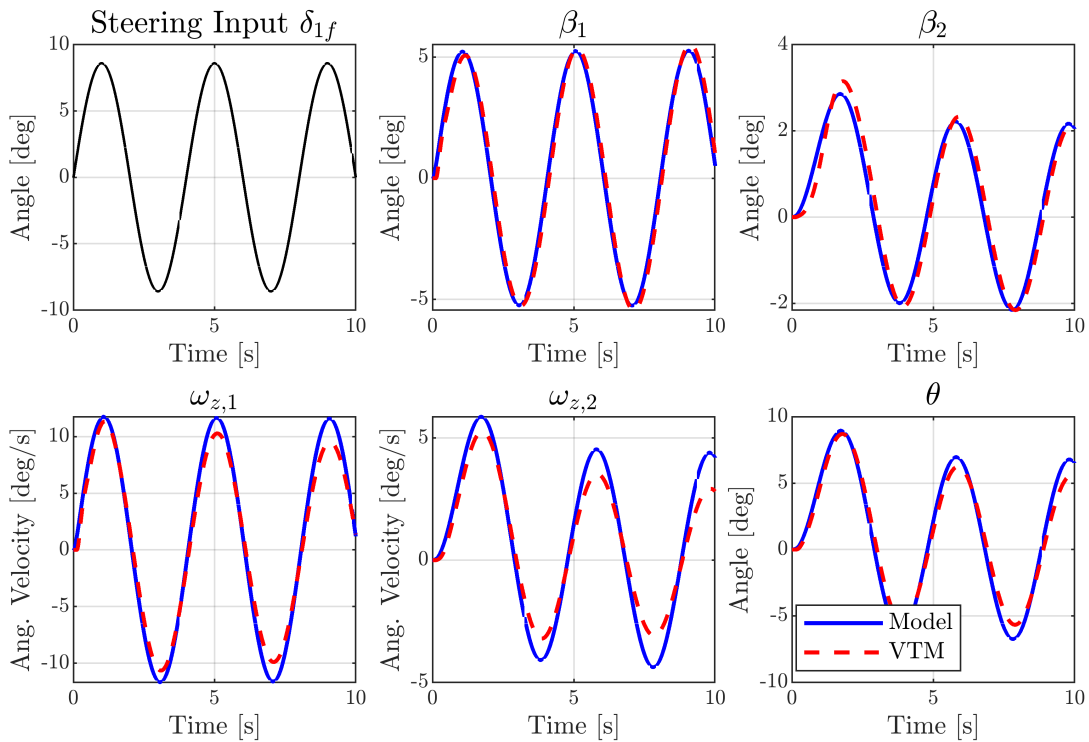 Steering Input δ1f
Angle [deg]
10
5
0
-5
-10
0 5 10
Time [s]
β1
Angle [deg]
5
0
-5
0 5 10
Time [s]
β2
Angle [deg]
4
2
0
-2
0 5 10
Time [s]
ωz,1
Ang. Velocity [deg/s]
10
5
0
-5
-10
0 5 10
Time [s]
ωz,2
Ang. Velocity [deg/s]
5
0
-5
0 5 10
Time [s]
θ
Angle [deg]
10
5
0
-5
-10
Model
VTM
0 5 10
Time [s]